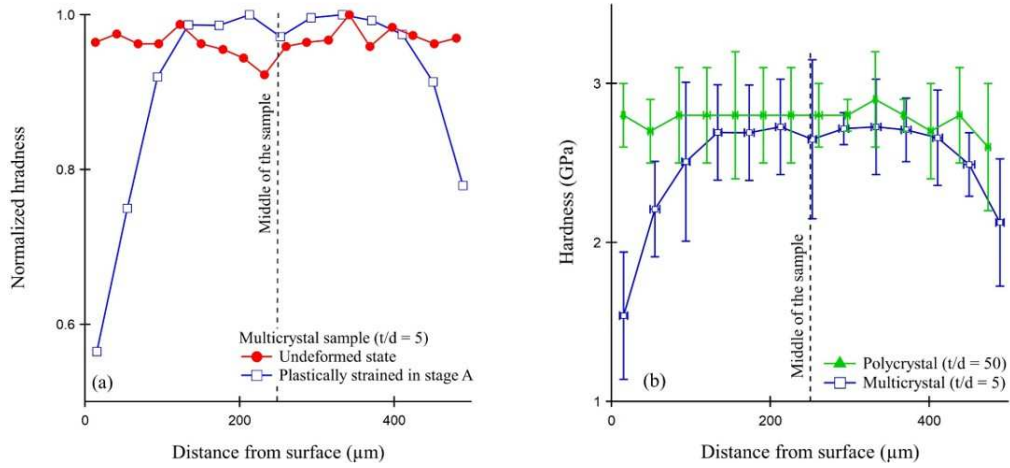 1.0
0.8
0.6
Normalized hradness
Middle of the sample
Multicrystal sample (t/d = 5)
Undeformed state
Plastically strained in stage A
(a)
0
200
400
Distance from surface (µm)
3
2
1
Hardness (GPa)
Middle of the sample
Polycrystal (t/d = 50)
Multicrystal (t/d = 5)
(b)
0
200
400
Distance from surface (µm)